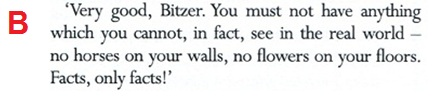 B
‘Very good, Bitzer. You must not have anything
which you cannot, in fact, see in the real world –
no horses on your walls, no flowers on your floors.
Facts, only facts!’